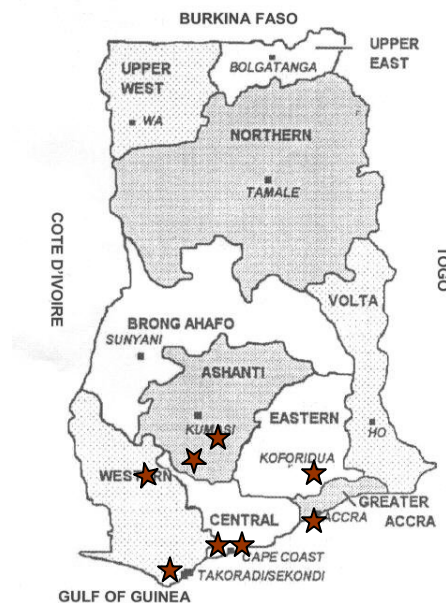 BURKINA FASO
UPPER
EAST
BOLGATANGA
UPPER
WEST
WA
NORTHERN
TAMALE
COTE D'IVOIRE
TOGO
VOLTA
BRONG AHAFO
SUNYANI
ASHANTI
KUMASI
EASTERN
HO
KOFORIDUA
WESTERN
GREATER
ACCRA
ACCRA
CENTRAL
CAPE COAST
TAKORADI/SEKONDI
GULF OF GUINEA